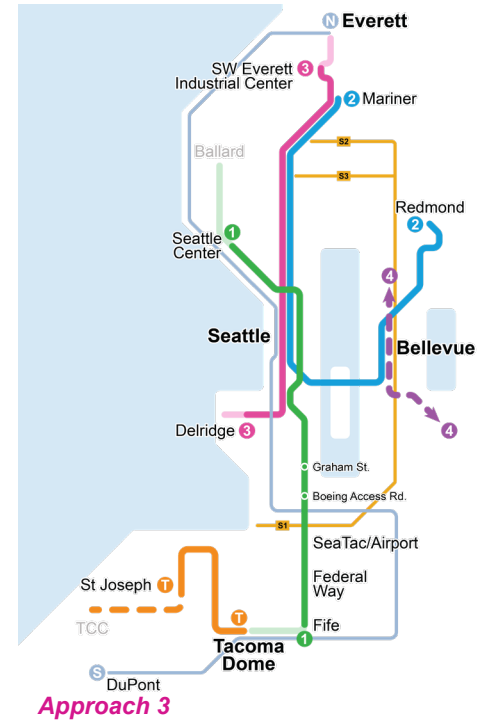 N Everett
SW Everett
Industrial Center
3
2 Mariner
S2
Ballard
S3
Redmond
2
1
Seattle
Center
4
Seattle
Bellevue
Delridge 3
4
Graham St.
Boeing Access Rd.
S1
SeaTac/Airport
St Joseph T
Federal
Way
T
TCC
Fife
1
Tacoma
Dome
S
DuPont
Approach 3